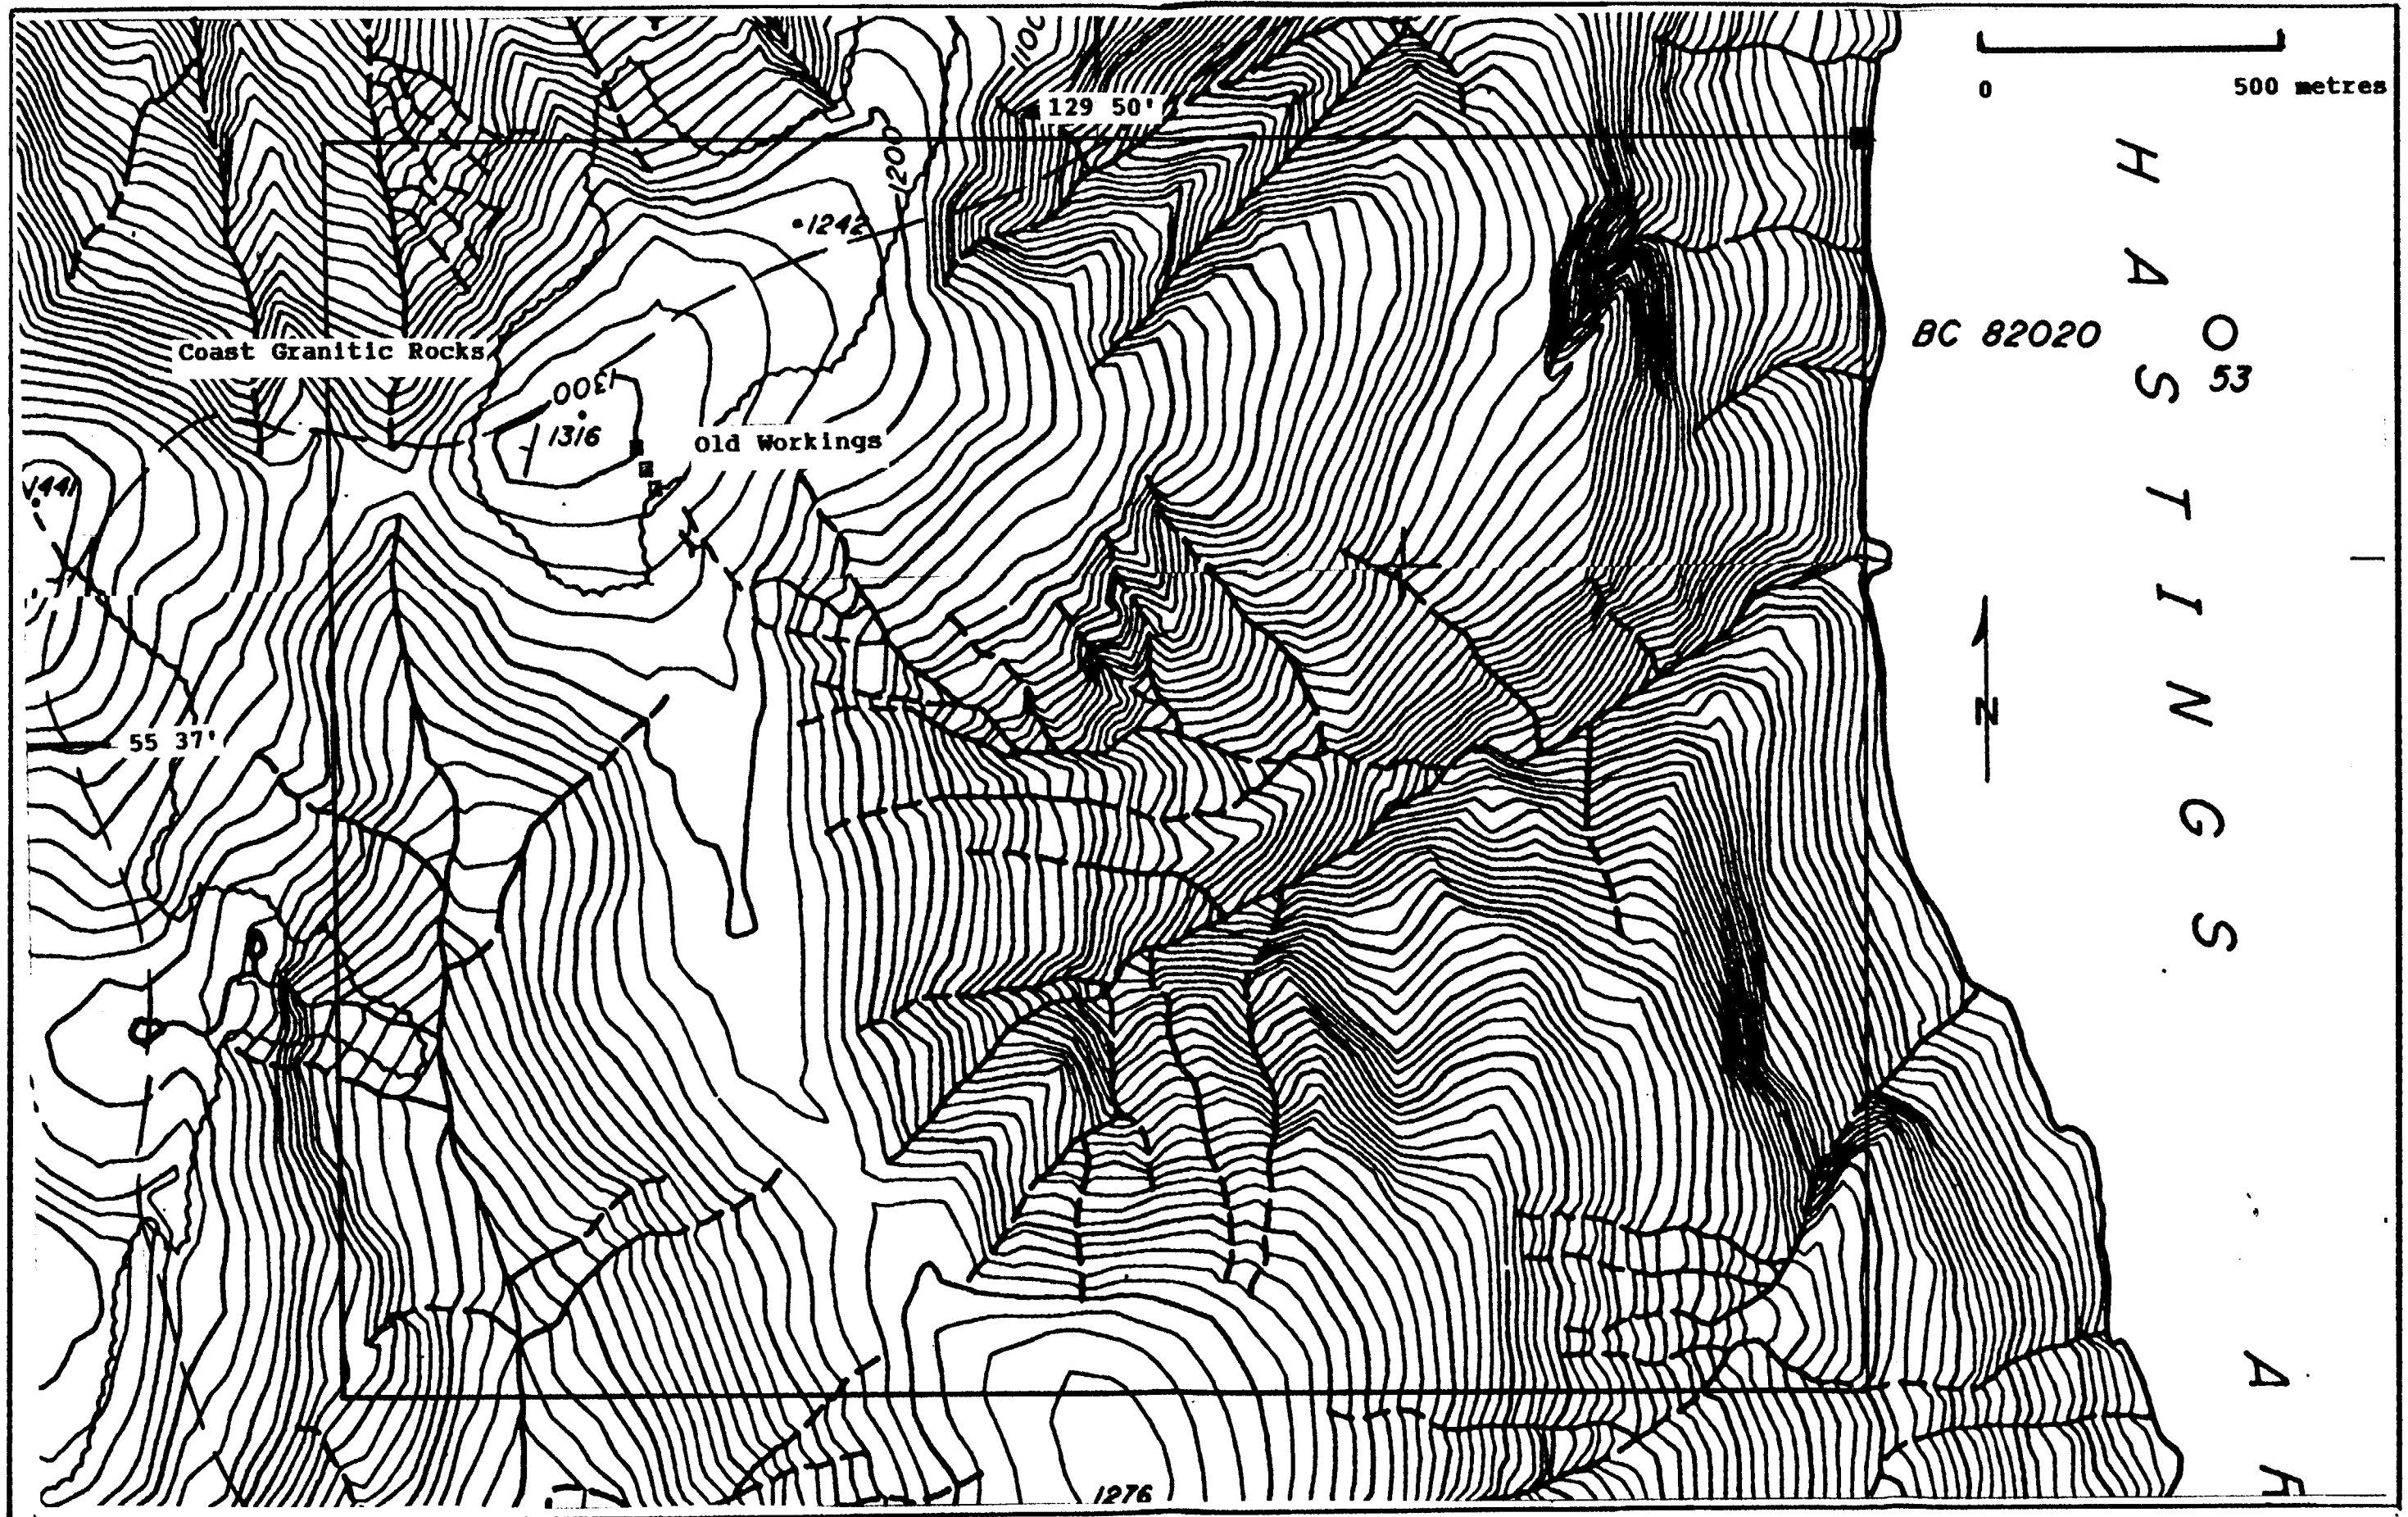 1100
0
500 metres
129 50'
1200
•1242
HASTINGS
BC 82020
53
Coast Granitic Rocks
1300
1316
Old Workings
1441
N
55 37'
A
1276